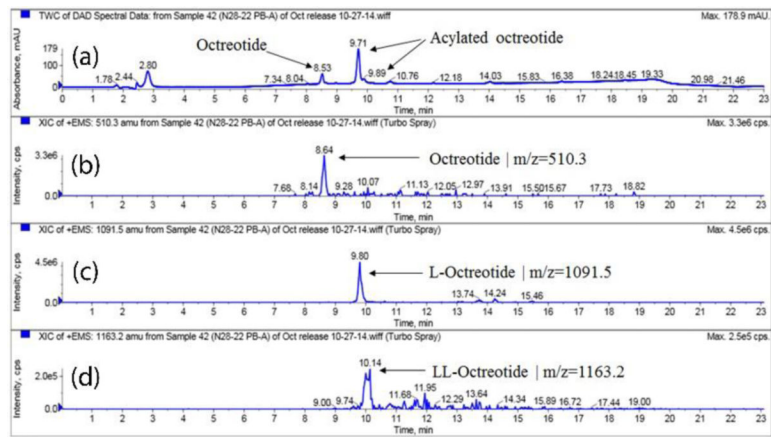 TWC of DAD Spectral Data: from Sample 42 (N28-22 PB-A) of Oct release 10-27-14.wiff Max. 178.9 mAU.
Absorbance, mAU
179
100
0
(a)
Octreotide
Acylated octreotide
1.78 2.44 2.80 7.34 8.04 8.53 9.71 9.89 10.76 12.18 14.03 15.83 16.38 18.24 18.45 19.33 20.98 21.46
0 1 2 3 4 5 6 7 8 9 10 11 12 13 14 15 16 17 18 19 20 21 22 23
Time, min
XIC of +EMS: 510.3 amu from Sample 42 (N28-22 PB-A) of Oct release 10-27-14.wiff (Turbo Spray) Max. 3.3e6 cps.
Intensity, cps
3.3e6
0.0
(b)
Octreotide | m/z=510.3
7.68 8.14 8.64 9.28 10.07 11.13 12.05 12.97 13.91 15.50 15.67 17.73 18.82
1 2 3 4 5 6 7 8 9 10 11 12 13 14 15 16 17 18 19 20 21 22 23
Time, min
XIC of +EMS: 1091.5 amu from Sample 42 (N28-22 PB-A) of Oct release 10-27-14.wiff (Turbo Spray) Max. 4.5e6 cps.
Intensity, cps
4.5e6
0.0
(c)
L-Octreotide | m/z=1091.5
9.80 13.74 14.24 15.46
1 2 3 4 5 6 7 8 9 10 11 12 13 14 15 16 17 18 19 20 21 22 23
Time, min
XIC of +EMS: 1163.2 amu from Sample 42 (N28-22 PB-A) of Oct release 10-27-14.wiff (Turbo Spray) Max. 2.5e5 cps.
Intensity, cps
2.0e5
0.0
(d)
LL-Octreotide | m/z=1163.2
9.00 9.74 10.14 11.68 11.95 12.29 13.64 14.34 15.89 16.72 17.44 19.00
1 2 3 4 5 6 7 8 9 10 11 12 13 14 15 16 17 18 19 20 21 22 23
Time, min